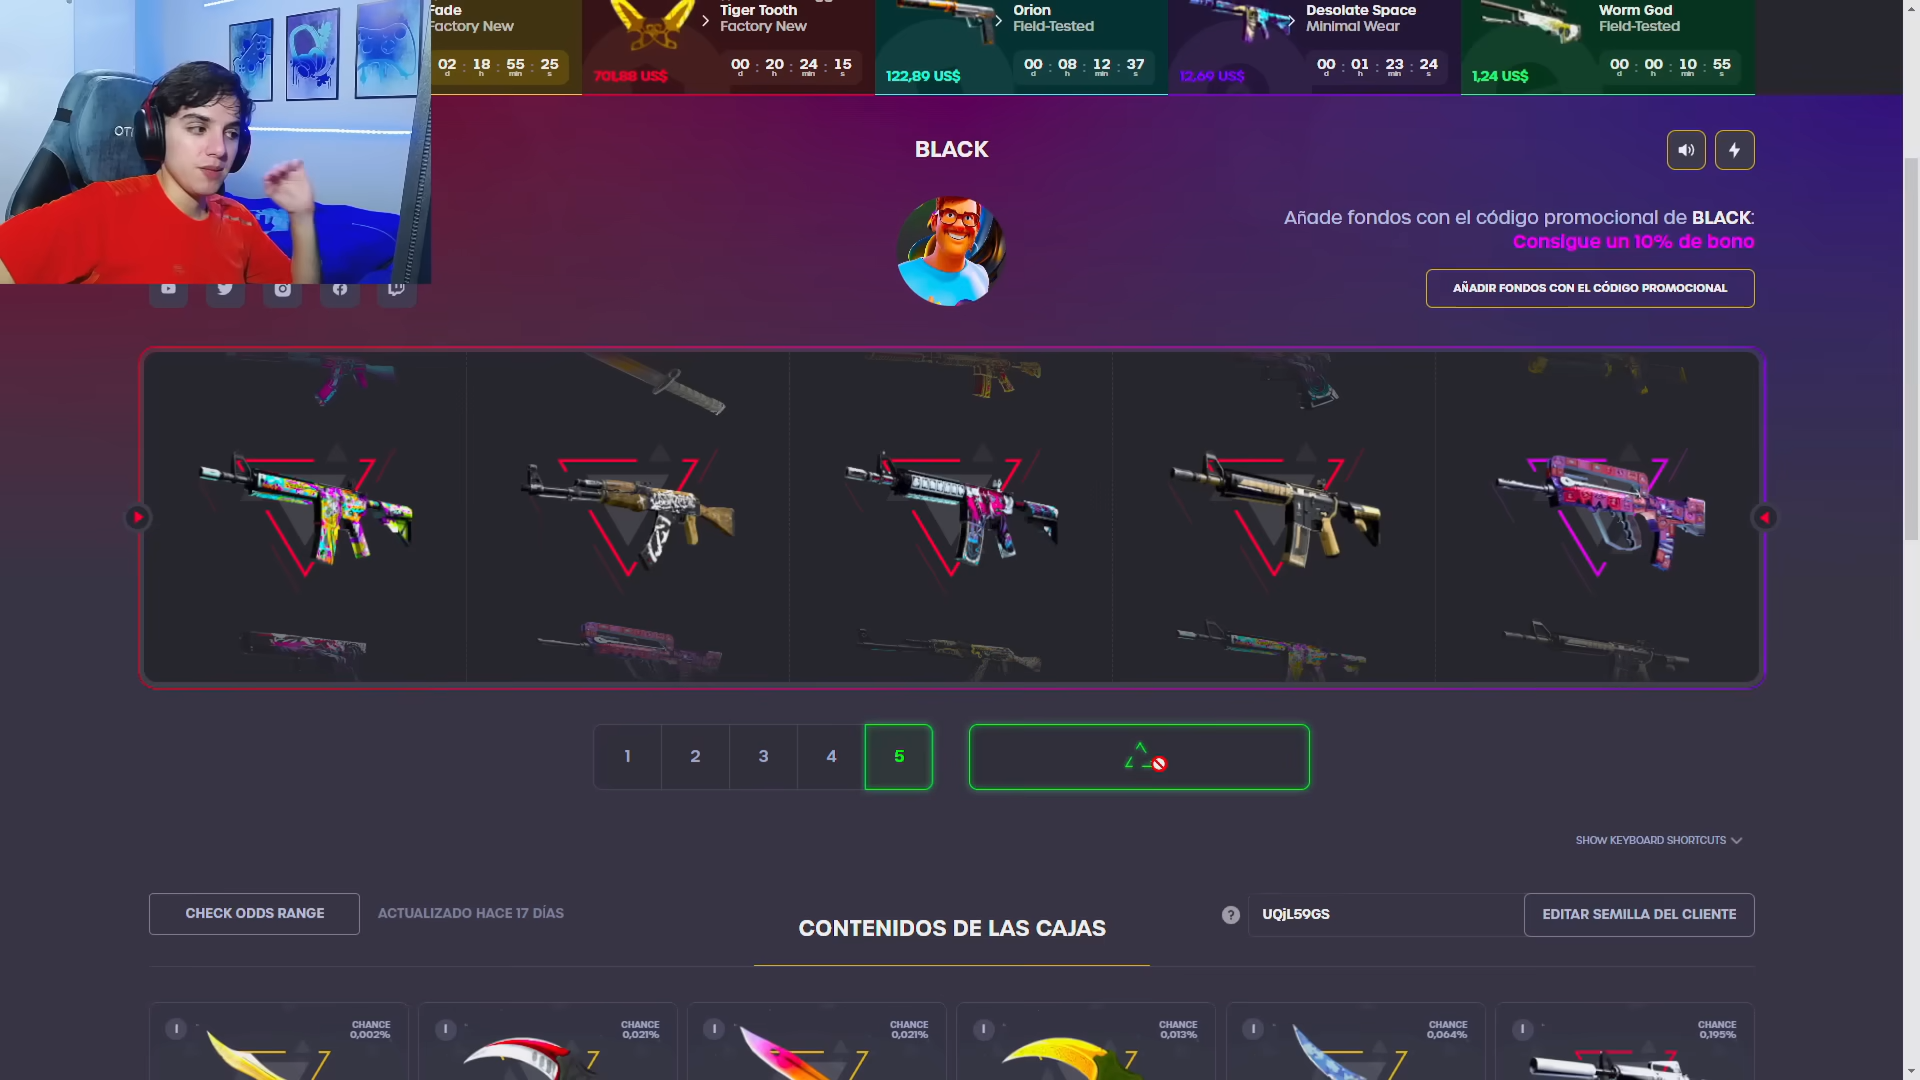 Fade
Factory New
02 : 18 : 55 : 25
d h min s
Tiger Tooth
Factory New
701,88 US$
00 : 20 : 24 : 15
d h min s
Orion
Field-Tested
122,89 US$
00 : 08 : 12 : 37
d h min s
Desolate Space
Minimal Wear
12,69 US$
00 : 01 : 23 : 24
d h min s
Worm God
Field-Tested
1,24 US$
00 : 00 : 10 : 55
d h min s
BLACK
Añade fondos con el código promocional de BLACK:
Consigue un 10% de bono
AÑADIR FONDOS CON EL CÓDIGO PROMOCIONAL
1 2 3 4 5
SHOW KEYBOARD SHORTCUTS
CHECK ODDS RANGE
ACTUALIZADO HACE 17 DÍAS
CONTENIDOS DE LAS CAJAS
? UQjL59GS
EDITAR SEMILLA DEL CLIENTE
CHANCE
0,002%
CHANCE
0,021%
CHANCE
0,021%
CHANCE
0,013%
CHANCE
0,064%
CHANCE
0,195%